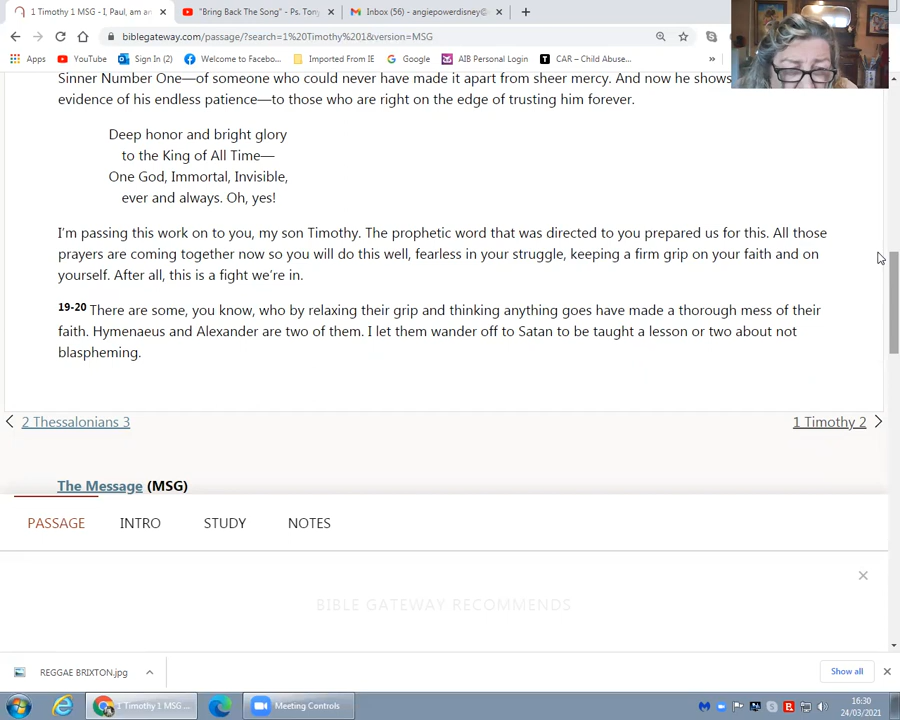 1 Timothy 1 MSG - I, Paul, am an
"Bring Back The Song" - Ps. Tony
Inbox (56) - angiepowerdisney@
biblegateway.com/passage/?search=1%20Timothy%201&version=MSG
Apps YouTube Sign In (2) Welcome to Facebo... Imported From IE Google AIB Personal Login CAR – Child Abuse... »
Sinner Number One—of someone who could never have made it apart from sheer mercy. And now he shows
evidence of his endless patience—to those who are right on the edge of trusting him forever.
Deep honor and bright glory
to the King of All Time—
One God, Immortal, Invisible,
ever and always. Oh, yes!
I'm passing this work on to you, my son Timothy. The prophetic word that was directed to you prepared us for this. All those
prayers are coming together now so you will do this well, fearless in your struggle, keeping a firm grip on your faith and on
yourself. After all, this is a fight we're in.
19-20 There are some, you know, who by relaxing their grip and thinking anything goes have made a thorough mess of their
faith. Hymenaeus and Alexander are two of them. I let them wander off to Satan to be taught a lesson or two about not
blaspheming.
2 Thessalonians 3
1 Timothy 2
The Message (MSG)
PASSAGE INTRO STUDY NOTES
BIBLE GATEWAY RECOMMENDS
REGGAE BRIXTON.jpg
Show all
1 Timothy 1 MSG ...
Meeting Controls
16:30
24/03/2021